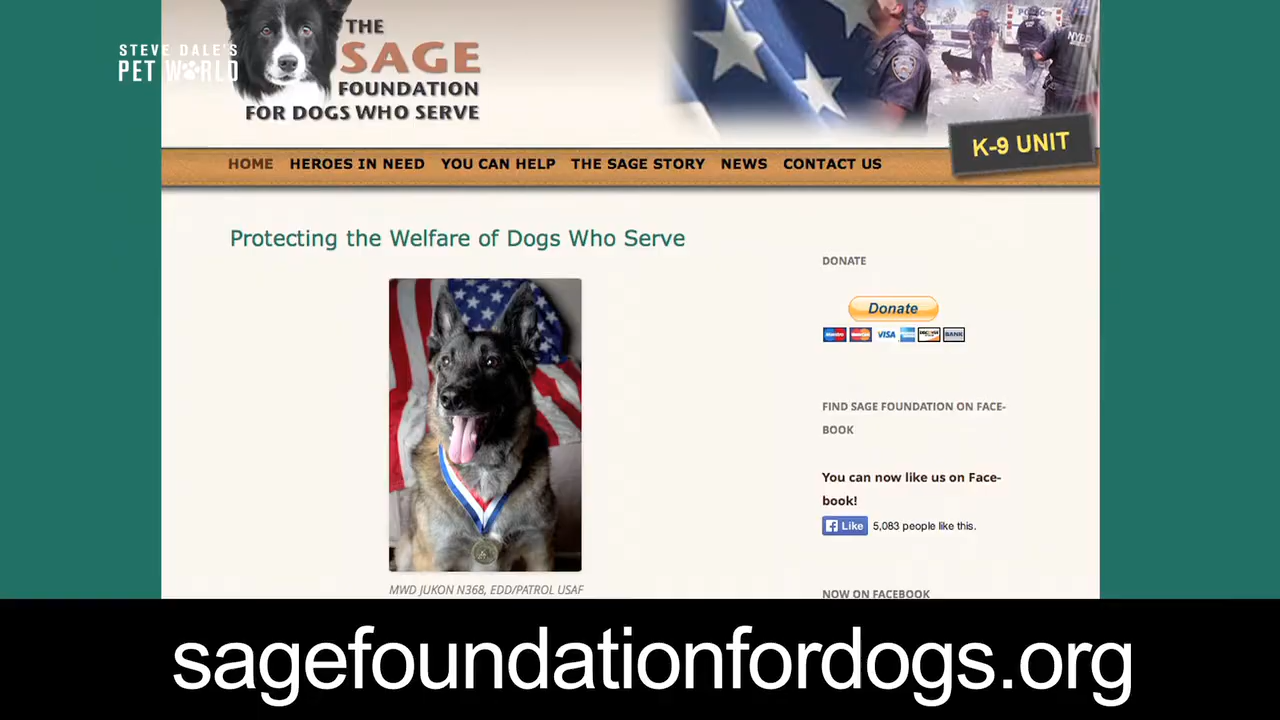 STEVE DALE'S
PET WORLD
THE
SAGE
FOUNDATION
FOR DOGS WHO SERVE
NYPD
K-9 UNIT
HOME HEROES IN NEED YOU CAN HELP THE SAGE STORY NEWS CONTACT US
Protecting the Welfare of Dogs Who Serve
MWD JUKON N368, EDD/PATROL USAF
DONATE
Donate
VISA
BANK
FIND SAGE FOUNDATION ON FACE-
BOOK
You can now like us on Face-
book!
Like 5,083 people like this.
NOW ON FACEBOOK
sagefoundationfordogs.org